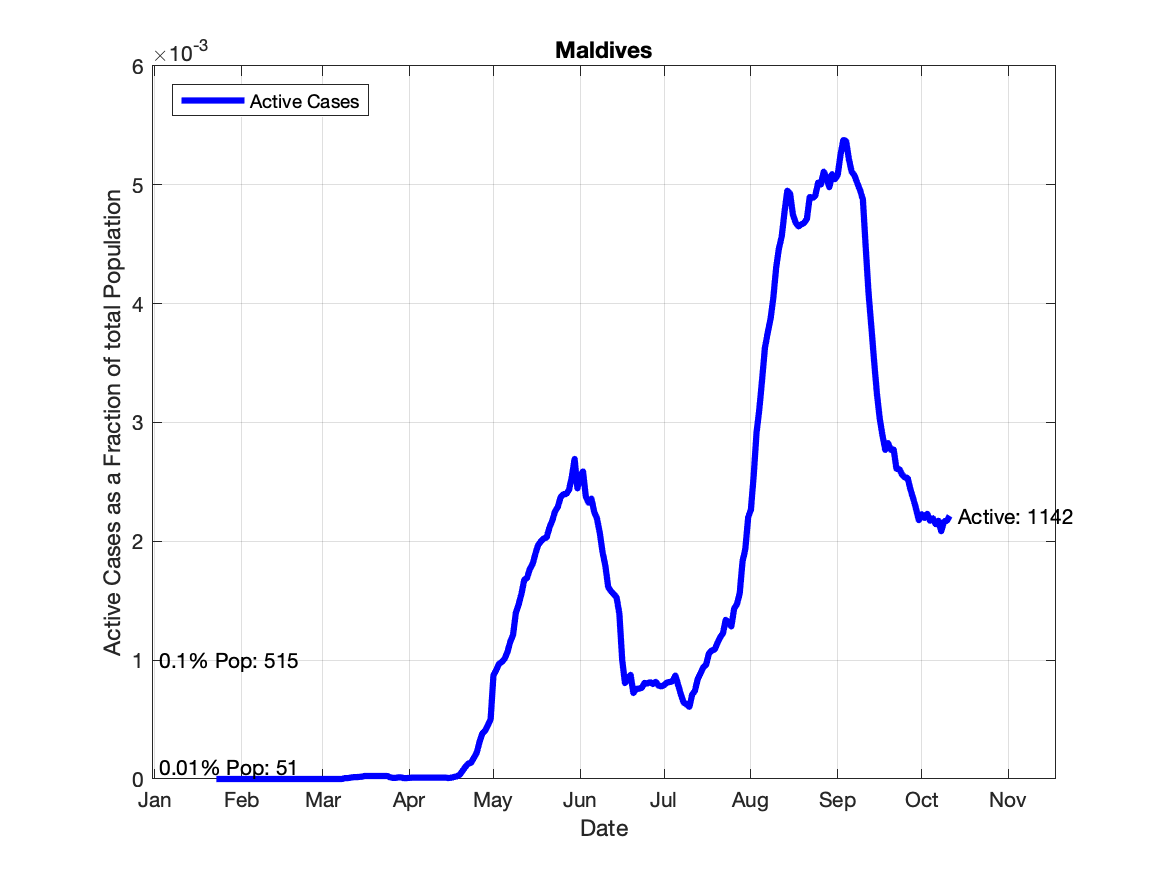 Maldives
×10-3
6
5
4
3
2
1
0
Active Cases
Active Cases as a Fraction of total Population
Active: 1142
0.1% Pop: 515
0.01% Pop: 51
Jan Feb Mar Apr May Jun Jul Aug Sep Oct Nov
Date